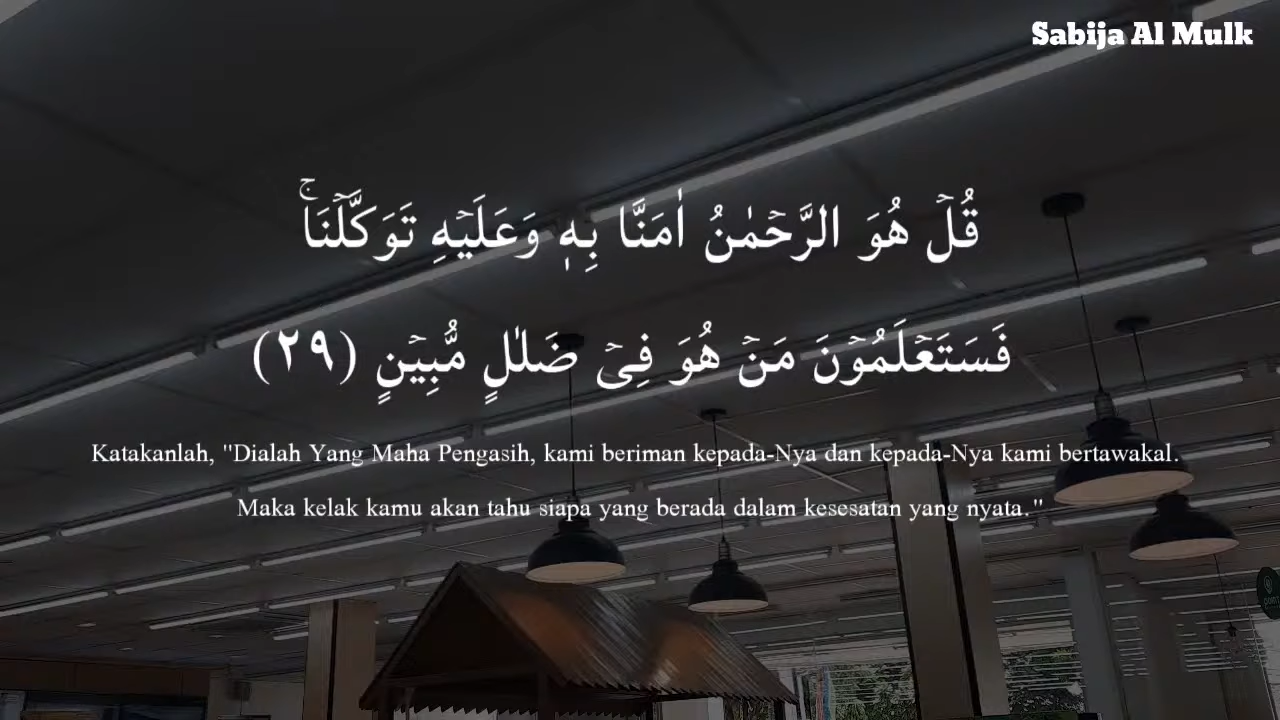 Sabija Al Mulk
قُلْ هُوَ الرَّحْمٰنُ اٰمَنَّا بِهٖ وَعَلَيْهِ تَوَكَّلْنَاۚ
فَسَتَعْلَمُوْنَ مَنْ هُوَ فِيْ ضَلٰلٍ مُّبِيْنٍ (٢٩)
Katakanlah, "Dialah Yang Maha Pengasih, kami beriman kepada-Nya dan kepada-Nya kami bertawakal.
Maka kelak kamu akan tahu siapa yang berada dalam kesesatan yang nyata."